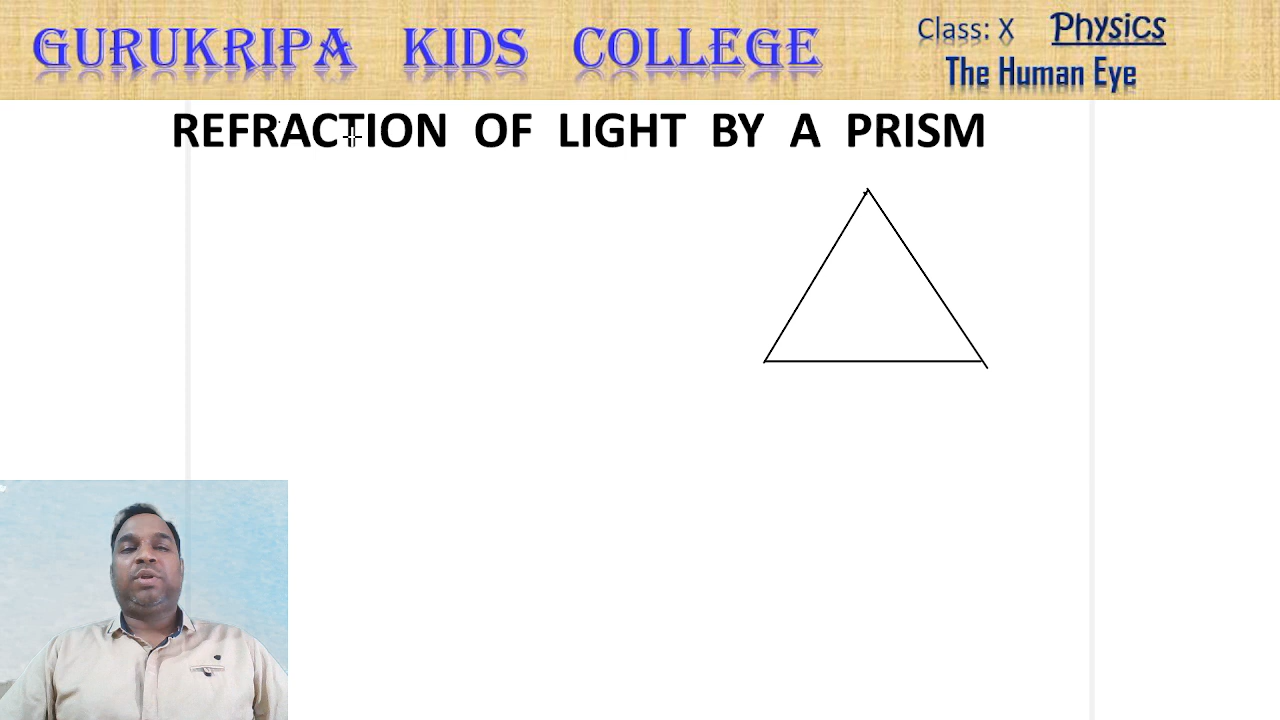 GURUKRIPA KIDS COLLEGE
Class: X Physics
The Human Eye
REFRACTION OF LIGHT BY A PRISM